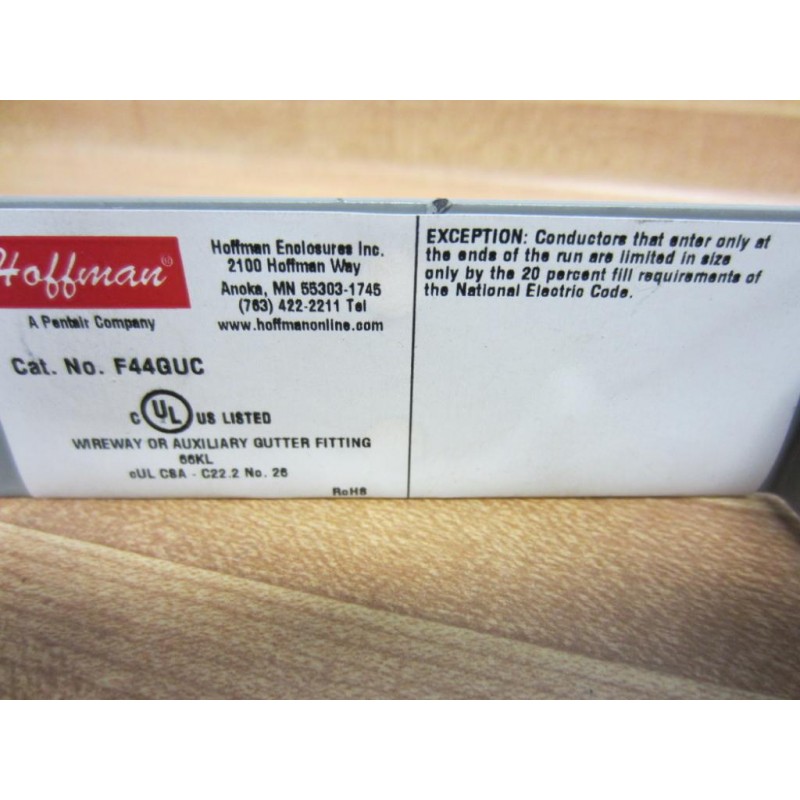 Hoffman®
A Pentair Company
Hoffman Enclosures Inc.
2100 Hoffman Way
Anoka, MN 55303-1745
(763) 422-2211 Tel
www.hoffmanonline.com
Cat. No. F44GUC
C UL US LISTED
WIREWAY OR AUXILIARY GUTTER FITTING
66KL
cUL CSA - C22.2 No. 26
RoHS
EXCEPTION: Conductors that enter only at
the ends of the run are limited in size
only by the 20 percent fill requirements of
the National Electric Code.